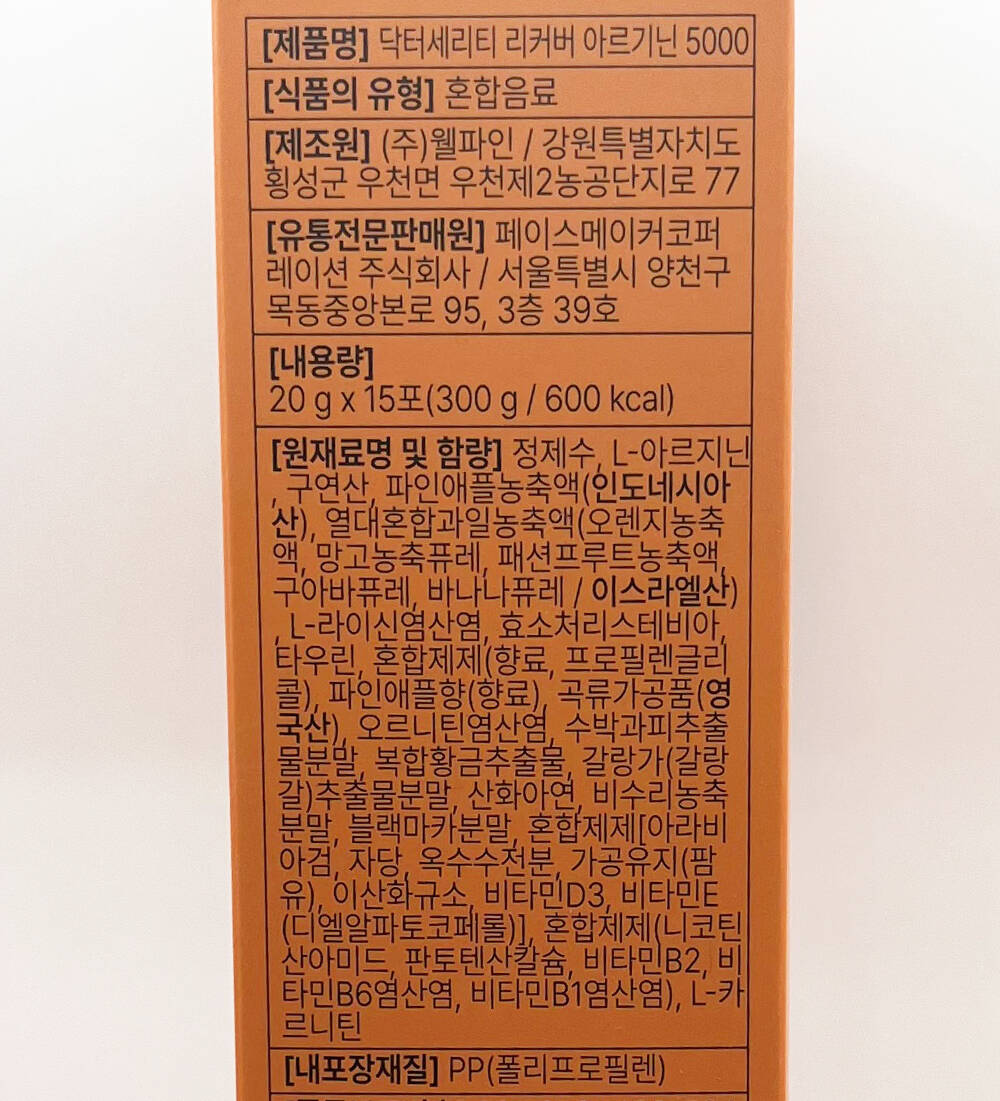 [제품명] 닥터세리티 리커버 아르기닌 5000
[식품의 유형] 혼합음료
[제조원] (주)웰파인 / 강원특별자치도
횡성군 우천면 우천제2농공단지로 77
[유통전문판매원] 페이스메이커코퍼
레이션 주식회사 / 서울특별시 양천구
목동중앙본로 95, 3층 39호
[내용량]
20 g x 15포(300 g / 600 kcal)
[원재료명 및 함량] 정제수, L-아르지닌
, 구연산, 파인애플농축액(인도네시아
산), 열대혼합과일농축액(오렌지농축
액, 망고농축퓨레, 패션프루트농축액,
구아바퓨레, 바나나퓨레 / 이스라엘산)
, L-라이신염산염, 효소처리스테비아,
타우린, 혼합제제(향료, 프로필렌글리
콜), 파인애플향(향료), 곡류가공품(영
국산), 오르니틴염산염, 수박과피추출
물분말, 복합황금추출물, 갈랑가(갈랑
갈)추출물분말, 산화아연, 비수리농축
분말, 블랙마카분말, 혼합제제[아라비
아검, 자당, 옥수수전분, 가공유지(팜
유), 이산화규소, 비타민D3, 비타민E
(디엘알파토코페롤)], 혼합제제(니코틴
산아미드, 판토텐산칼슘, 비타민B2, 비
타민B6염산염, 비타민B1염산염), L-카
르니틴
[내포장재질] PP(폴리프로필렌)